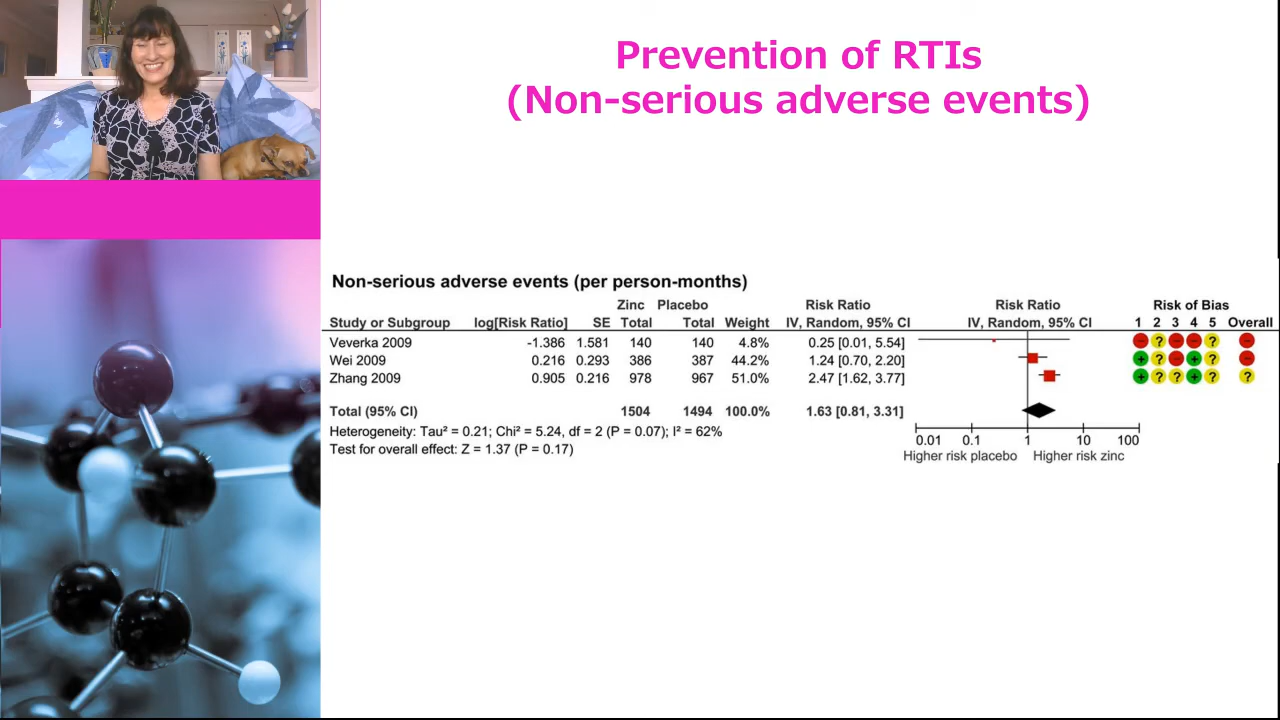 Prevention of RTIs
(Non-serious adverse events)
Non-serious adverse events (per person-months)
Zinc Placebo Risk Ratio Risk Ratio Risk of Bias
Study or Subgroup log[Risk Ratio] SE Total Total Weight IV, Random, 95% CI IV, Random, 95% CI 1 2 3 4 5 Overall
Veverka 2009 -1.386 1.581 140 140 4.8% 0.25 [0.01, 5.54] - ? - - ? -
Wei 2009 0.216 0.293 386 387 44.2% 1.24 [0.70, 2.20] + ? - + ? -
Zhang 2009 0.905 0.216 978 967 51.0% 2.47 [1.62, 3.77] + ? ? + ? ?
Total (95% CI) 1504 1494 100.0% 1.63 [0.81, 3.31]
Heterogeneity: Tau² = 0.21; Chi² = 5.24, df = 2 (P = 0.07); I² = 62%
Test for overall effect: Z = 1.37 (P = 0.17)
0.01 0.1 1 10 100
Higher risk placebo Higher risk zinc